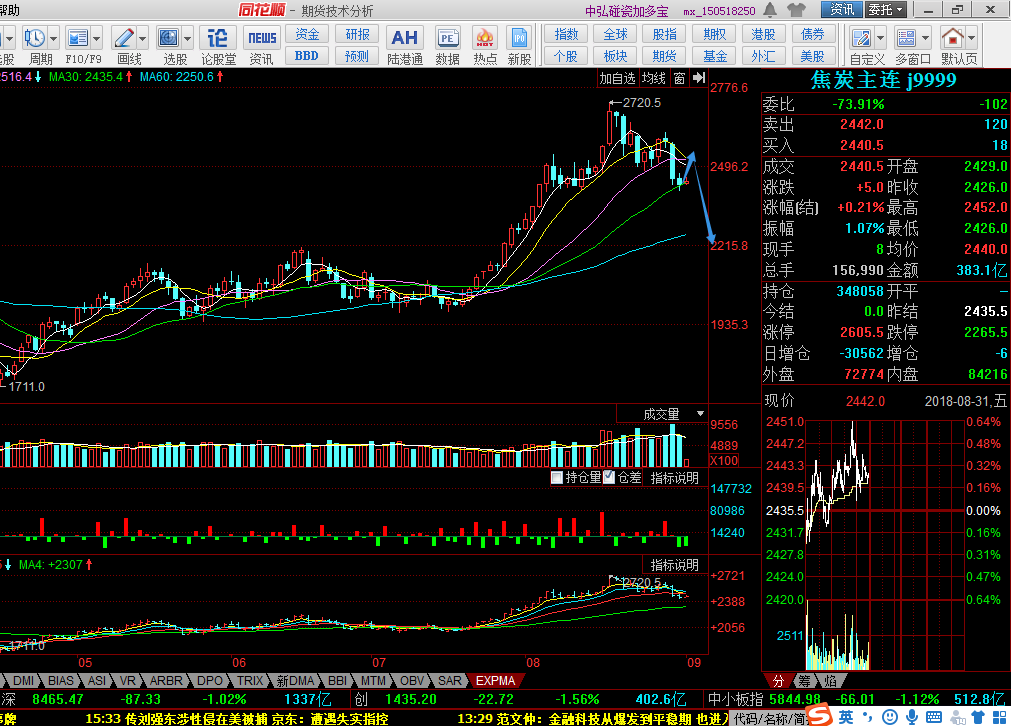 帮助 同花顺 - 期货技术分析 中弘碰瓷加多宝 mx_150518250 资讯 委托
资金 研报 指数 全球 股指 期权 港股 债券
BBD 预测 个股 板块 期货 基金 外汇 美股
周期 F10/F9 画线 选股 论股堂 资讯 陆港通 数据 热点 新股 自定义 多窗口 默认页
论 NEWS AH PE HOT IPO
2516.4 MA30: 2435.4 MA60: 2250.6 加自选 均线 窗
2776.6
2720.5
2496.2
2215.8
1935.3
1711.0
成交量
9556
4889
X100
持仓量 仓差 指标说明
147732
80986
14240
MA4: +2307 指标说明
2720.5
+2721
+2388
+2056
1711.0
05 06 07 08 09
焦炭主连 j9999
委比 -73.91% -102
卖出 2442.0 120
买入 2440.5 18
成交 2440.5 开盘 2429.0
涨跌 +5.0 昨收 2426.0
涨幅(结) +0.21% 最高 2452.0
振幅 1.07% 最低 2426.0
现手 8 均价 2440.0
总手 156,990 金额 383.1亿
持仓 348058 开平 –
今结 0.0 昨结 2435.5
涨停 2605.5 跌停 2265.5
日增仓 -30562 增仓 -6
外盘 72774 内盘 84216
现价 2442.0 2018-08-31,五
2451.0 0.64%
2447.2 0.48%
2443.3 0.32%
2439.5 0.16%
2435.5 0.00%
2431.7 0.16%
2427.8 0.31%
2424.0 0.47%
2420.0 0.64%
2511
DMI BIAS ASI VR ARBR DPO TRIX 新DMA BBI MTM OBV SAR EXPMA 分 筹 焰
深 8465.47 -87.33 -1.02% 1337亿 创 1435.20 -22.72 -1.56% 402.6亿 中小板指 5844.98 -66.01 -1.12% 512.8亿
15:33 传刘强东涉性侵在美被捕 京东：遭遇失实指控 13:29 范文仲：金融科技从爆发到平稳期 也进入 代码/名称/简 英